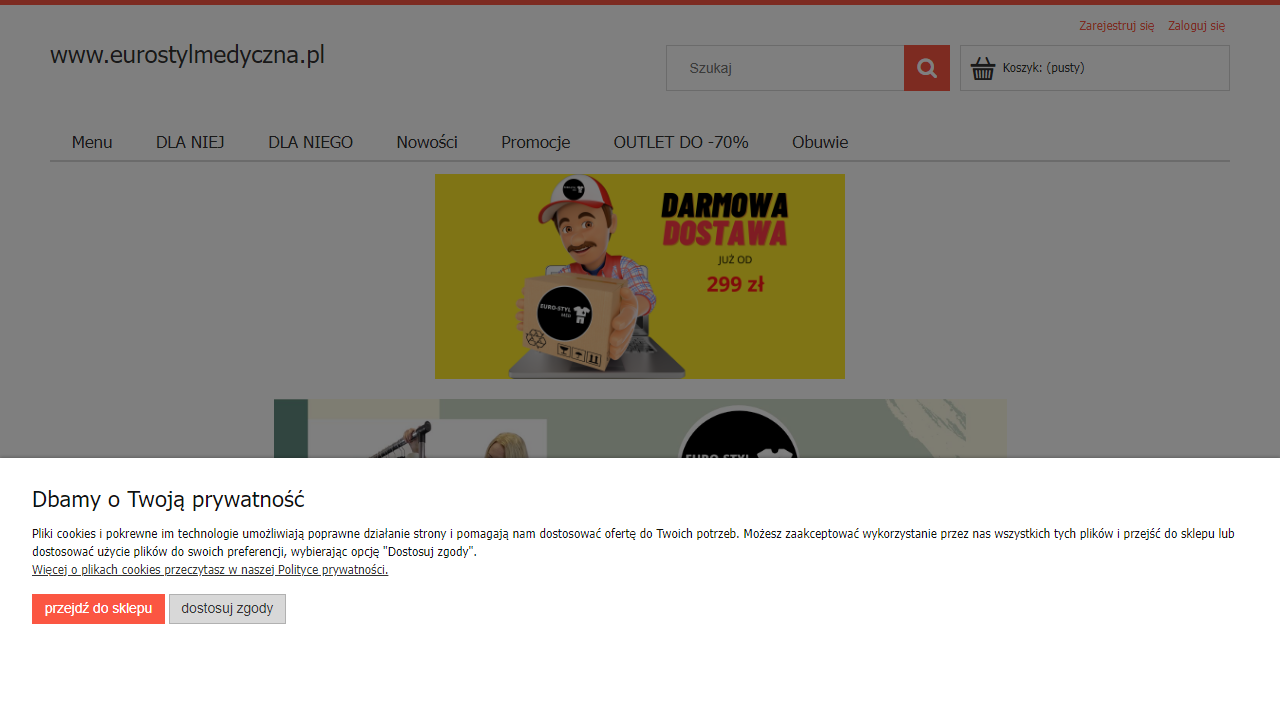 Zarejestruj się Zaloguj się
www.eurostylmedyczna.pl
Szukaj
Koszyk: (pusty)
Menu DLA NIEJ DLA NIEGO Nowości Promocje OUTLET DO -70% Obuwie
DARMOWA
DOSTAWA
JUŻ OD
299 zł
EURO-STYL
EURO-STYL
Dbamy o Twoją prywatność
Pliki cookies i pokrewne im technologie umożliwiają poprawne działanie strony i pomagają nam dostosować ofertę do Twoich potrzeb. Możesz zaakceptować wykorzystanie przez nas wszystkich tych plików i przejść do sklepu lub
dostosować użycie plików do swoich preferencji, wybierając opcję "Dostosuj zgody".
Więcej o plikach cookies przeczytasz w naszej Polityce prywatności.
przejdź do sklepu dostosuj zgody